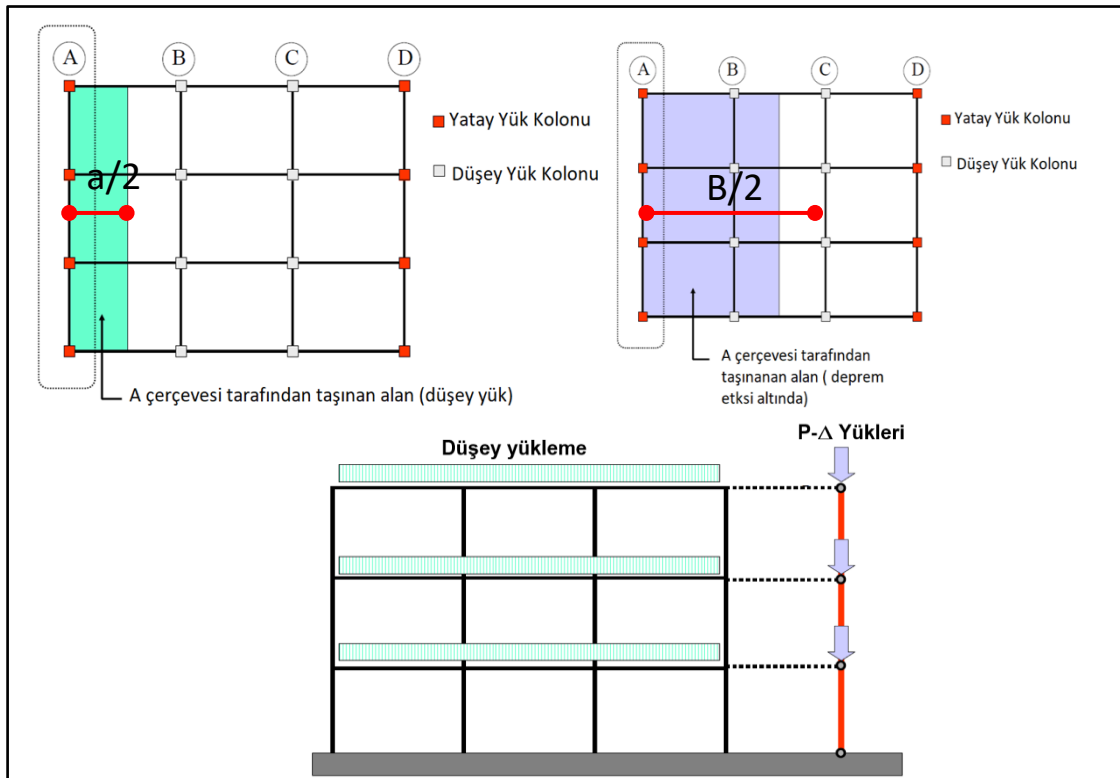 A
B
C
D
Yatay Yük Kolonu
Düşey Yük Kolonu
a/2
A çerçevesi tarafından taşınan alan (düşey yük)
A
B
C
D
Yatay Yük Kolonu
Düşey Yük Kolonu
B/2
A çerçevesi tarafından
taşınanan alan ( deprem
etksi altında)
Düşey yükleme
P-Δ Yükleri